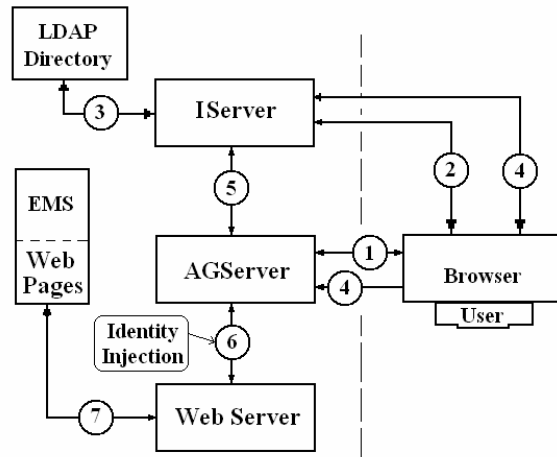 LDAP
Directory
IServer
3
2
4
5
EMS
Web
Pages
AGServer
1
4
Browser
User
Identity
Injection
6
Web Server
7